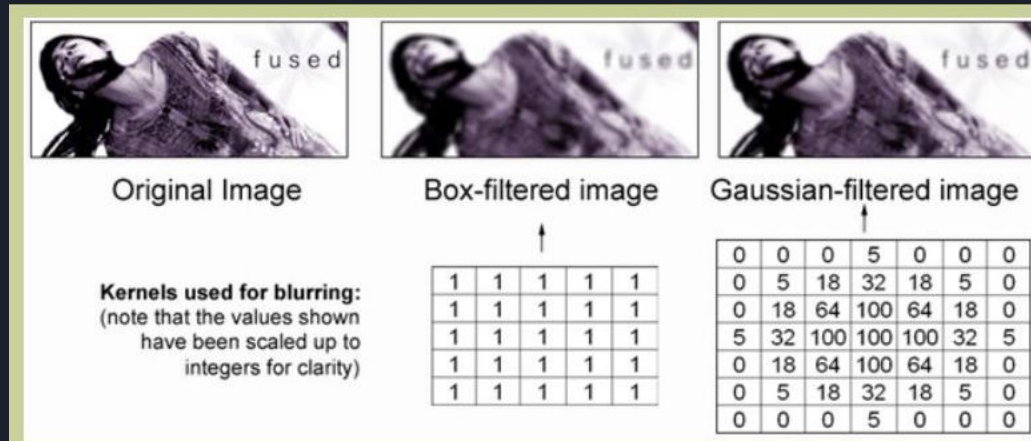 fused
fused
fused
Original Image
Box-filtered image
Gaussian-filtered image
Kernels used for blurring:
(note that the values shown
have been scaled up to
integers for clarity)
1 1 1 1 1
1 1 1 1 1
1 1 1 1 1
1 1 1 1 1
1 1 1 1 1
0 0 0 5 0 0 0
0 5 18 32 18 5 0
0 18 64 100 64 18 0
5 32 100 100 100 32 5
0 18 64 100 64 18 0
0 5 18 32 18 5 0
0 0 0 5 0 0 0